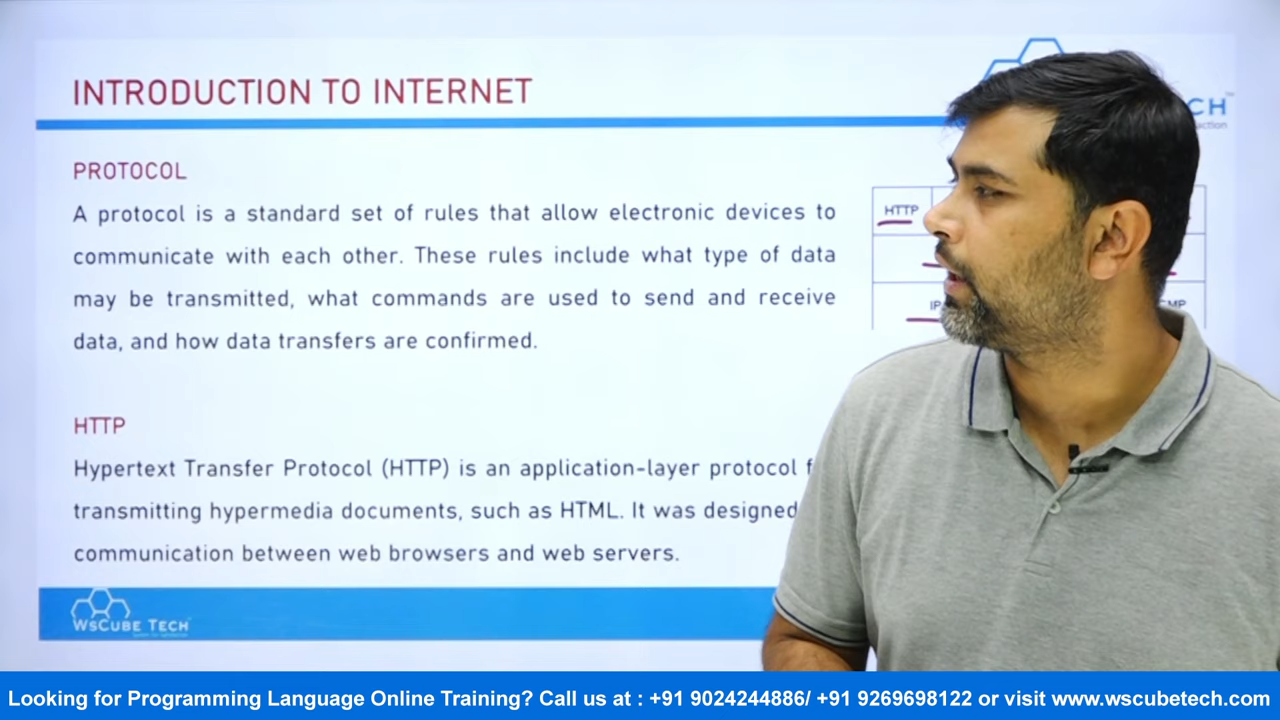 INTRODUCTION TO INTERNET
CH
PROTOCOL
A protocol is a standard set of rules that allow electronic devices to
communicate with each other. These rules include what type of data
may be transmitted, what commands are used to send and receive
data, and how data transfers are confirmed.
HTTP
IP
HTTP
Hypertext Transfer Protocol (HTTP) is an application-layer protocol
transmitting hypermedia documents, such as HTML. It was designed
communication between web browsers and web servers.
WsCube Tech
Looking for Programming Language Online Training? Call us at : +91 9024244886/ +91 9269698122 or visit www.wscubetech.com